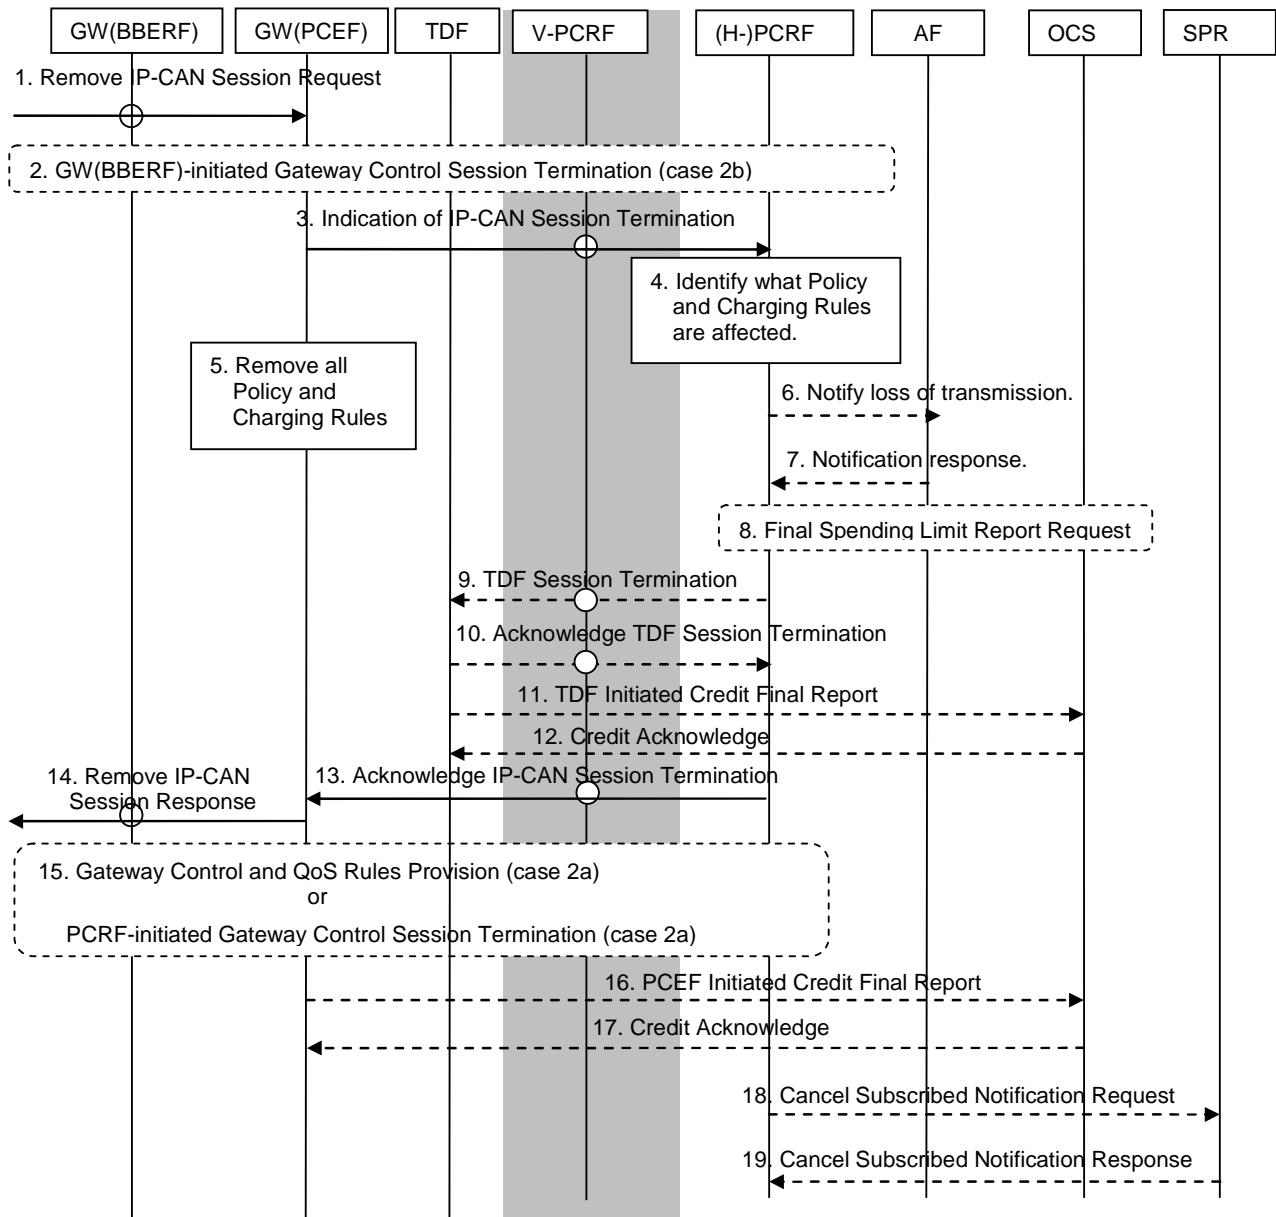 GW(BBERF)
GW(PCEF)
TDF
V-PCRF
(H-)PCRF
AF
OCS
SPR
1. Remove IP-CAN Session Request
2. GW(BBERF)-initiated Gateway Control Session Termination (case 2b)
3. Indication of IP-CAN Session Termination
4. Identify what Policy
and Charging Rules
are affected.
5. Remove all
Policy and
Charging Rules
6. Notify loss of transmission.
7. Notification response.
8. Final Spending Limit Report Request
9. TDF Session Termination
10. Acknowledge TDF Session Termination
11. TDF Initiated Credit Final Report
12. Credit Acknowledge
13. Acknowledge IP-CAN Session Termination
14. Remove IP-CAN
Session Response
15. Gateway Control and QoS Rules Provision (case 2a)
or
PCRF-initiated Gateway Control Session Termination (case 2a)
16. PCEF Initiated Credit Final Report
17. Credit Acknowledge
18. Cancel Subscribed Notification Request
19. Cancel Subscribed Notification Response